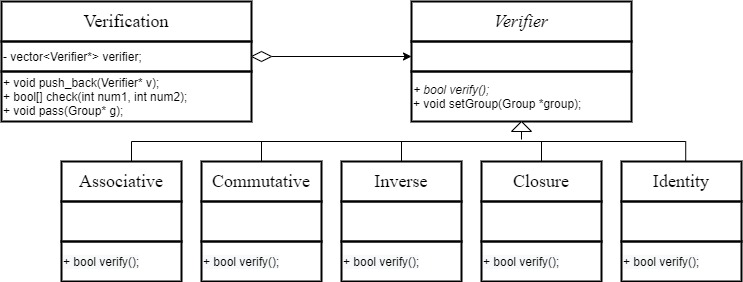 Verification
- vector<Verifier*> verifier;
+ void push_back(Verifier* v);
+ bool[] check(int num1, int num2);
+ void pass(Group* g);
Verifier
+ bool verify();
+ void setGroup(Group *group);
Associative
+ bool verify();
Commutative
+ bool verify();
Inverse
+ bool verify();
Closure
+ bool verify();
Identity
+ bool verify();